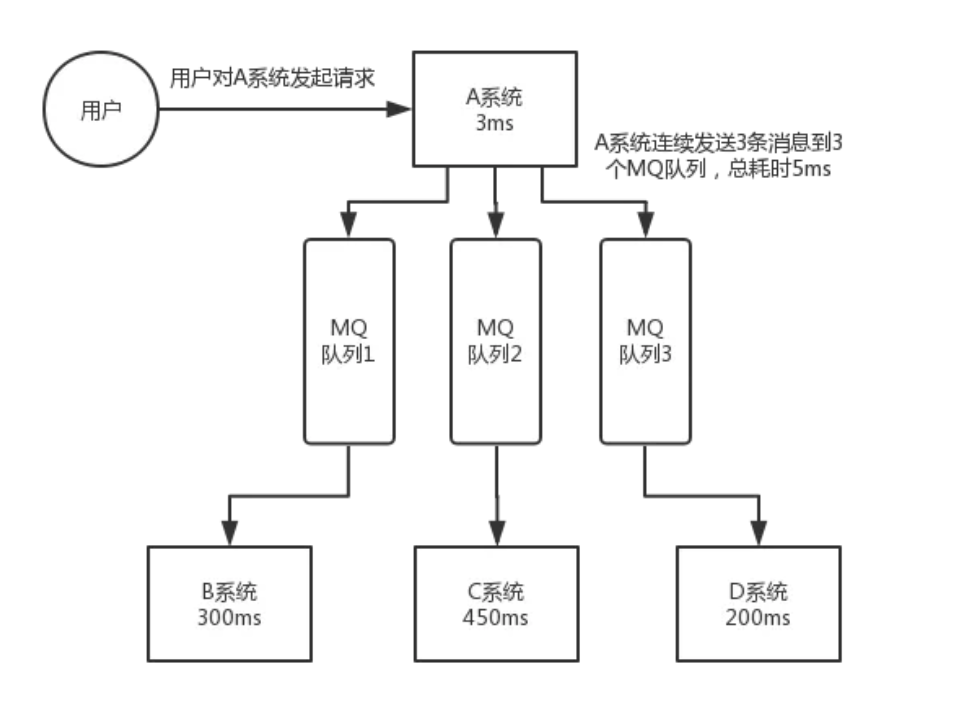 用户对A系统发起请求
用户
A系统
3ms
A系统连续发送3条消息到3
个MQ队列，总耗时5ms
MQ
队列1
MQ
队列2
MQ
队列3
B系统
300ms
C系统
450ms
D系统
200ms